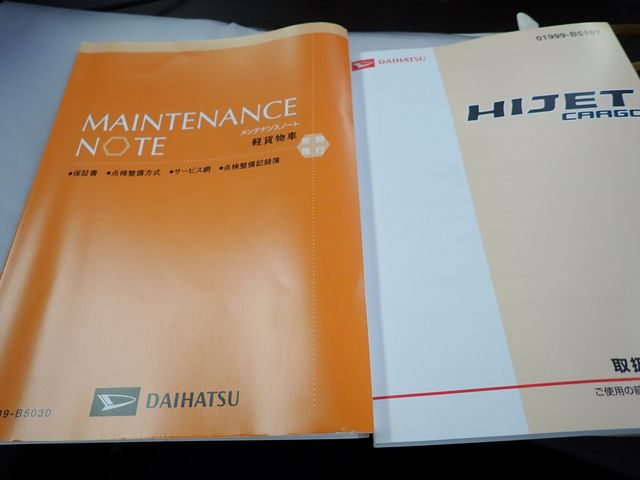 MAINTENANCE
NOTE
メンテナンスノート
軽貨物車
●保証書 ●点検整備方式 ●サービス網 ●点検整備記録簿
DAIHATSU
9-B5030
01999-B5187
DAIHATSU
HIJET
CARGO
取扱
ご使用の前